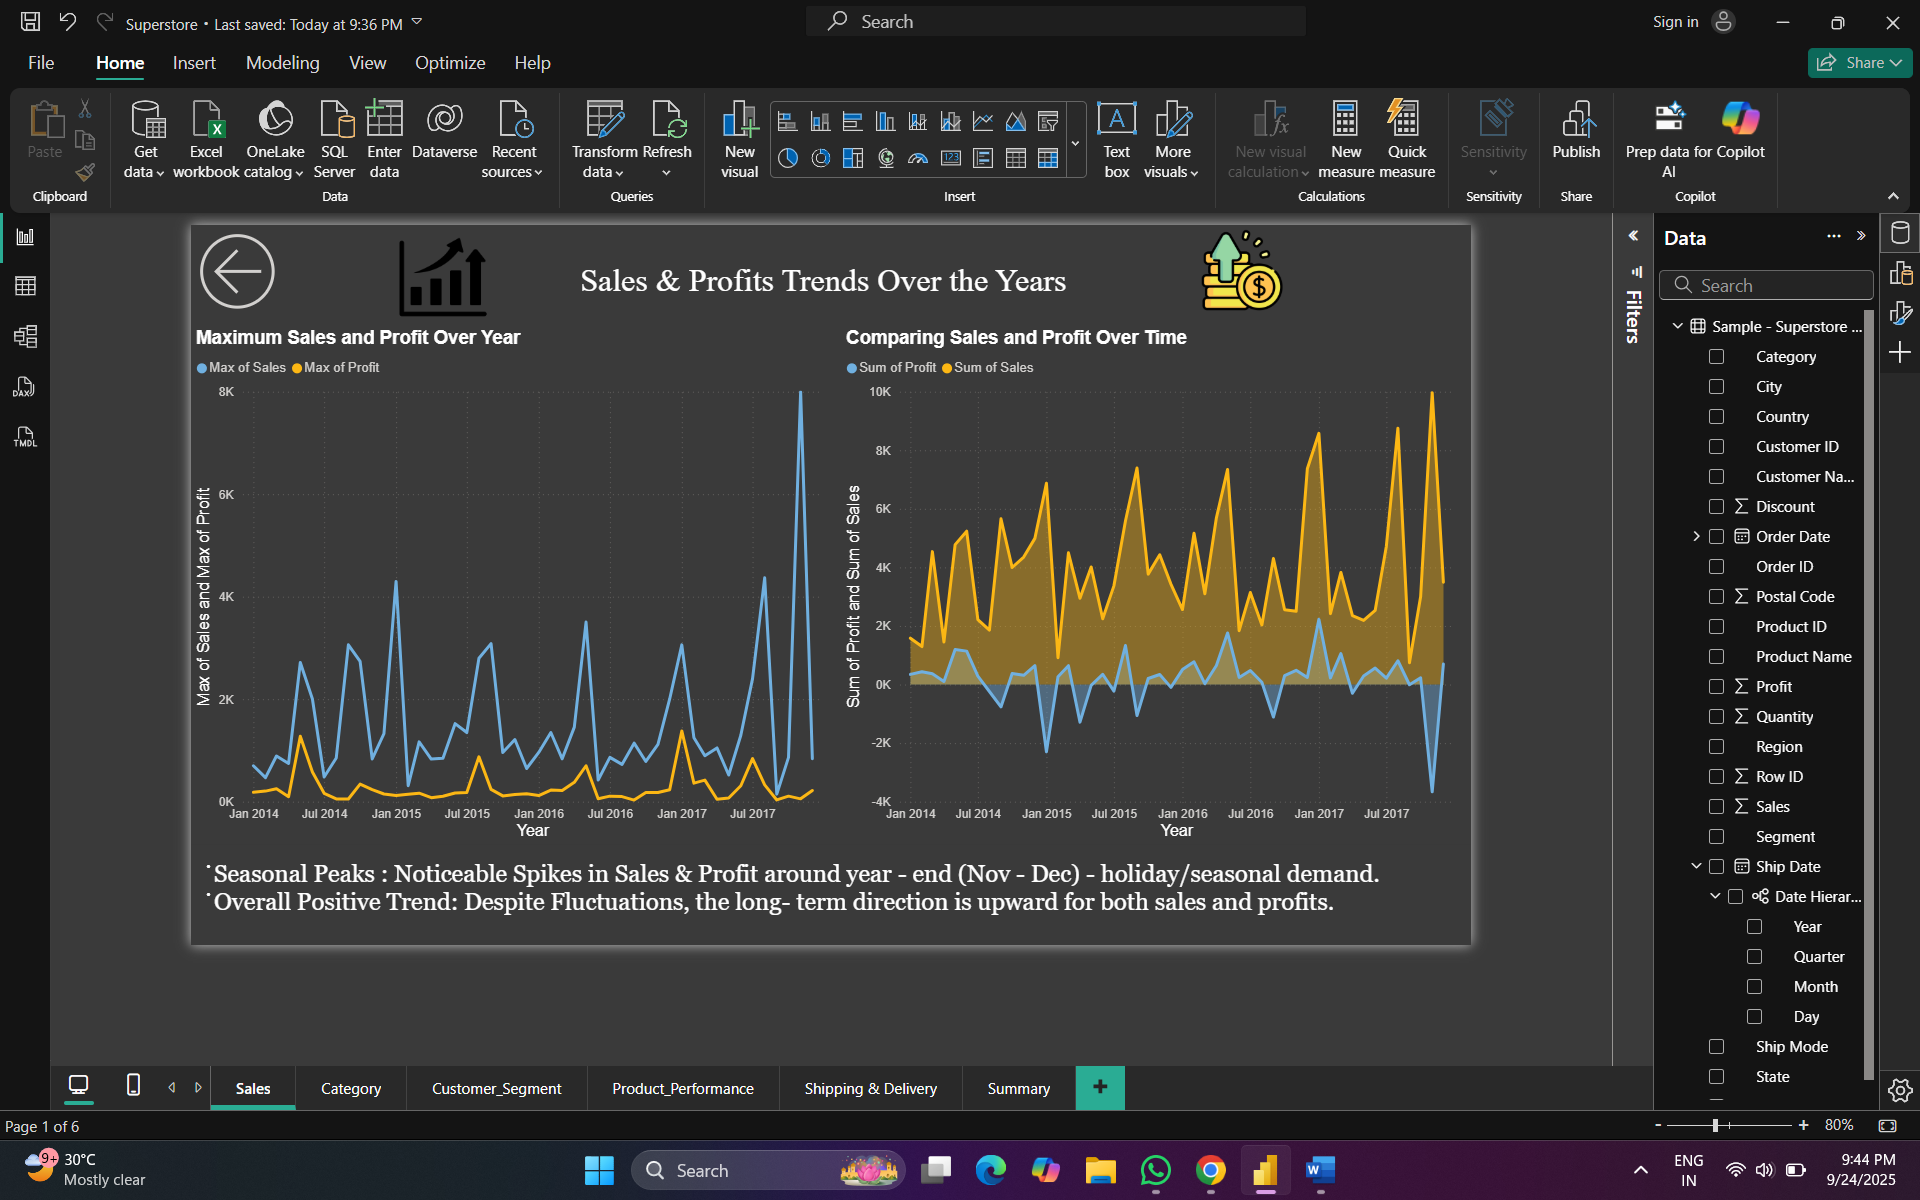 Superstore • Last saved: Today at 9:36 PM
Search
Sign in
File Home Insert Modeling View Optimize Help
Share
Paste
Get data
Excel workbook
OneLake catalog
SQL Server
Enter data
Dataverse
Recent sources
Transform data
Refresh
New visual
Text box
More visuals
New visual calculation
New measure
Quick measure
Sensitivity
Publish
Prep data for AI
Copilot
Clipboard
Data
Queries
Insert
Calculations
Sensitivity
Share
Copilot
DAX
TMDL
Sales & Profits Trends Over the Years
Maximum Sales and Profit Over Year
Max of Sales Max of Profit
Max of Sales and Max of Profit
8K
6K
4K
2K
0K
Jan 2014 Jul 2014 Jan 2015 Jul 2015 Jan 2016 Jul 2016 Jan 2017 Jul 2017
Year
Comparing Sales and Profit Over Time
Sum of Profit Sum of Sales
Sum of Profit and Sum of Sales
10K
8K
6K
4K
2K
0K
-2K
-4K
Jan 2014 Jul 2014 Jan 2015 Jul 2015 Jan 2016 Jul 2016 Jan 2017 Jul 2017
Year
·Seasonal Peaks : Noticeable Spikes in Sales & Profit around year - end (Nov - Dec) - holiday/seasonal demand.
·Overall Positive Trend: Despite Fluctuations, the long- term direction is upward for both sales and profits.
Filters
Data
Search
Sample - Superstore ...
Category
City
Country
Customer ID
Customer Na...
Discount
Order Date
Order ID
Postal Code
Product ID
Product Name
Profit
Quantity
Region
Row ID
Sales
Segment
Ship Date
Date Hierar...
Year
Quarter
Month
Day
Ship Mode
State
Sales Category Customer_Segment Product_Performance Shipping & Delivery Summary
Page 1 of 6
- + 80%
9+
30°C
Mostly clear
Search
ENG
IN
9:44 PM
9/24/2025